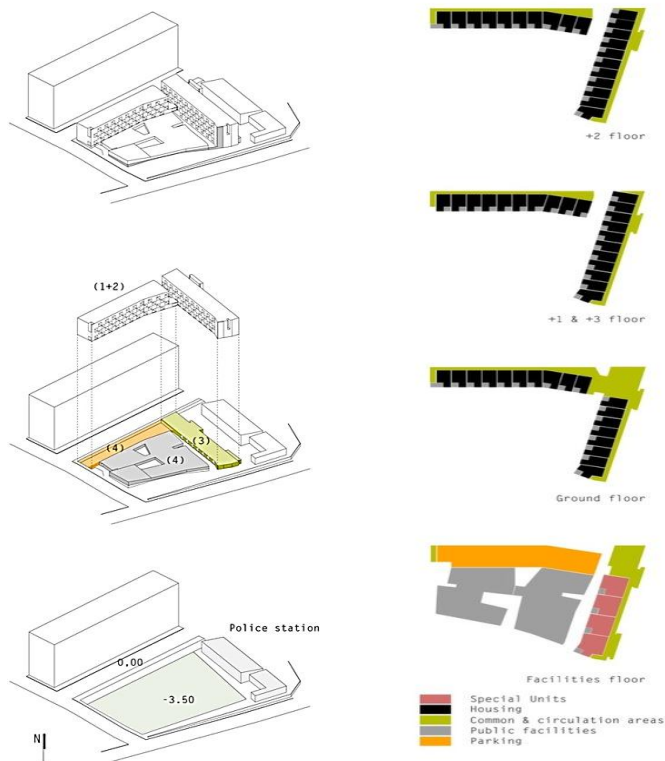 +2 floor
(1+2)
+1 & +3 floor
(4)
(3)
(4)
Ground floor
Police station
0,00
-3.50
N
Facilities floor
Special Units
Housing
Common & circulation areas
Public facilities
Parking